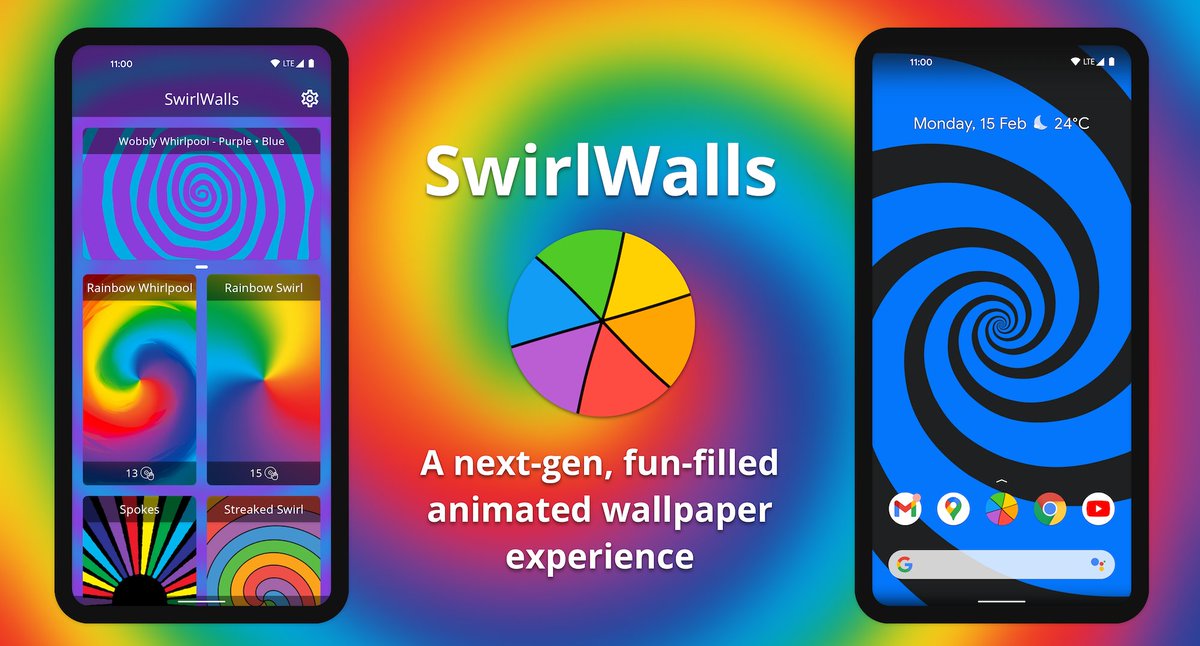 11:00
LTE
SwirlWalls
Wobbly Whirlpool - Purple • Blue
Rainbow Whirlpool
Rainbow Swirl
13
15
Spokes
Streaked Swirl
SwirlWalls
A next-gen, fun-filled
animated wallpaper
experience
11:00
LTE
Monday, 15 Feb
24°C